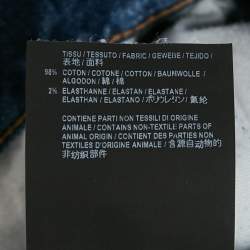 TISSU / TESSUTO / FABRIC / GEWEBE / TEJIDO /
表地 / 面料
98% COTON / COTONE / COTTON / BAUMWOLLE /
ALGODON / 綿 / 棉
2% ELASTHANNE / ELASTAN / ELASTANE /
ELASTHAN / ELASTANO / ポリウレタン / 氨纶
CONTIENE PARTI NON TESSILI DI ORIGINE
ANIMALE / CONTAINS NON-TEXTILE PARTS OF
ANIMAL ORIGIN / CONTIENT DES PARTIES
NON-TEXTILES D'ORIGINE ANIMALE / 含源自动物的
非纺织部件